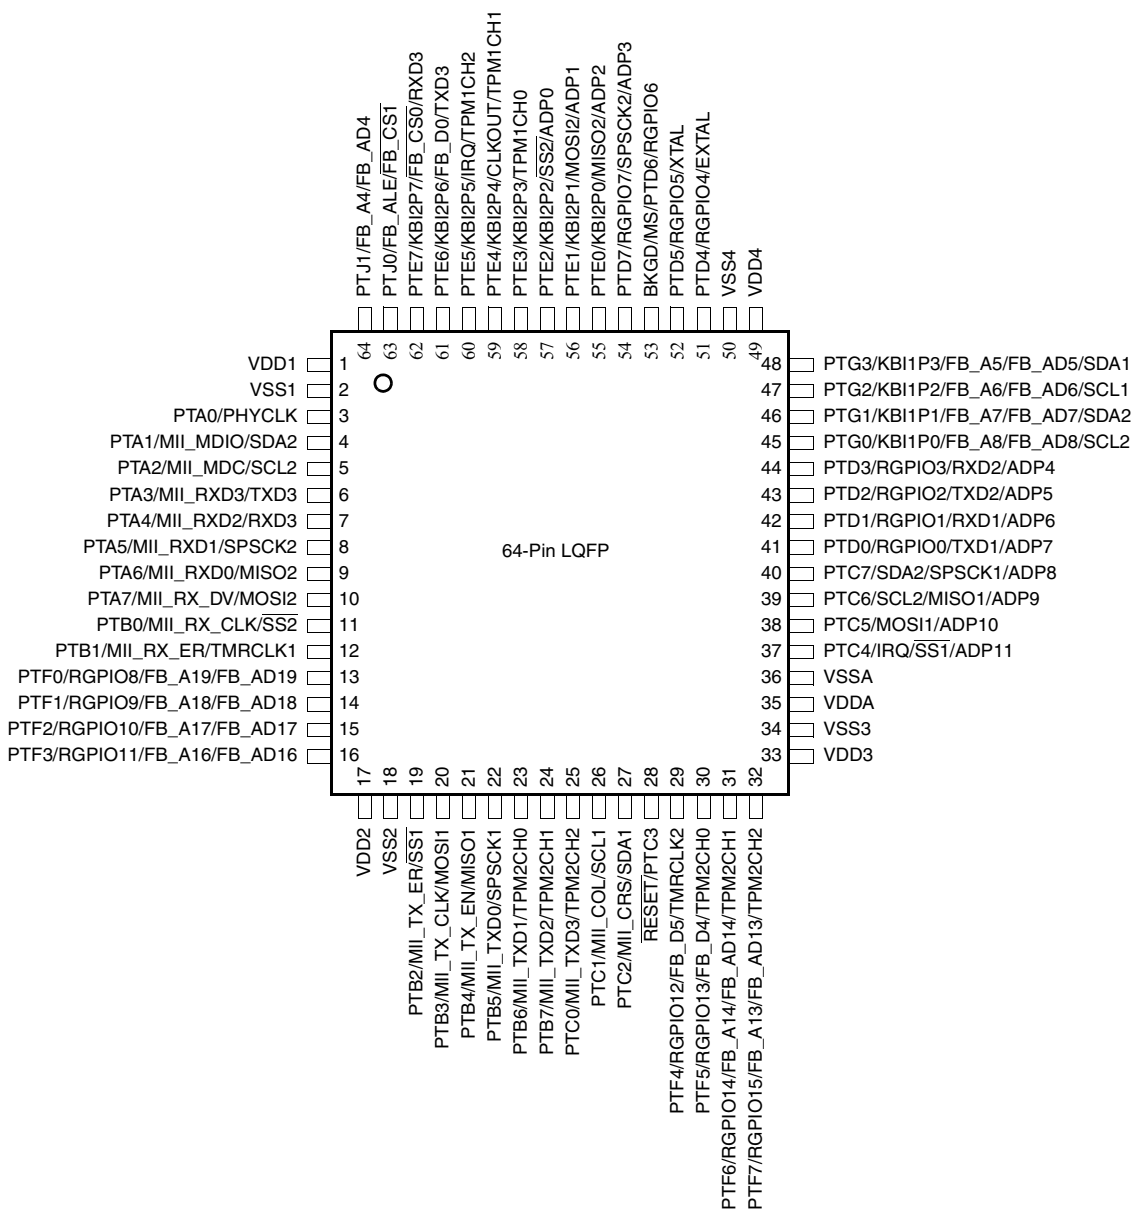 PTJ1/FB_A4/FB_AD4
PTJ0/FB_ALE/FB_CS1
PTE7/KBI2P7/FB_CS0/RXD3
PTE6/KBI2P6/FB_D0/TXD3
PTE5/KBI2P5/IRQ/TPM1CH2
PTE4/KBI2P4/CLKOUT/TPM1CH1
PTE3/KBI2P3/TPM1CH0
PTE2/KBI2P2/SS2/ADP0
PTE1/KBI2P1/MOSI2/ADP1
PTE0/KBI2P0/MISO2/ADP2
PTD7/RGPIO7/SPSCK2/ADP3
BKGD/MS/PTD6/RGPIO6
PTD5/RGPIO5/XTAL
PTD4/RGPIO4/EXTAL
VSS4
VDD4
64
63
62
61
60
59
58
57
56
55
54
53
52
51
50
49
VDD1 1
VSS1 2
PTA0/PHYCLK 3
PTA1/MII_MDIO/SDA2 4
PTA2/MII_MDC/SCL2 5
PTA3/MII_RXD3/TXD3 6
PTA4/MII_RXD2/RXD3 7
PTA5/MII_RXD1/SPSCK2 8
PTA6/MII_RXD0/MISO2 9
PTA7/MII_RX_DV/MOSI2 10
PTB0/MII_RX_CLK/SS2 11
PTB1/MII_RX_ER/TMRCLK1 12
PTF0/RGPIO8/FB_A19/FB_AD19 13
PTF1/RGPIO9/FB_A18/FB_AD18 14
PTF2/RGPIO10/FB_A17/FB_AD17 15
PTF3/RGPIO11/FB_A16/FB_AD16 16
64-Pin LQFP
48 PTG3/KBI1P3/FB_A5/FB_AD5/SDA1
47 PTG2/KBI1P2/FB_A6/FB_AD6/SCL1
46 PTG1/KBI1P1/FB_A7/FB_AD7/SDA2
45 PTG0/KBI1P0/FB_A8/FB_AD8/SCL2
44 PTD3/RGPIO3/RXD2/ADP4
43 PTD2/RGPIO2/TXD2/ADP5
42 PTD1/RGPIO1/RXD1/ADP6
41 PTD0/RGPIO0/TXD1/ADP7
40 PTC7/SDA2/SPSCK1/ADP8
39 PTC6/SCL2/MISO1/ADP9
38 PTC5/MOSI1/ADP10
37 PTC4/IRQ/SS1/ADP11
36 VSSA
35 VDDA
34 VSS3
33 VDD3
17
18
19
20
21
22
23
24
25
26
27
28
29
30
31
32
VDD2
VSS2
PTB2/MII_TX_ER/SS1
PTB3/MII_TX_CLK/MOSI1
PTB4/MII_TX_EN/MISO1
PTB5/MII_TXD0/SPSCK1
PTB6/MII_TXD1/TPM2CH0
PTB7/MII_TXD2/TPM2CH1
PTC0/MII_TXD3/TPM2CH2
PTC1/MII_COL/SCL1
PTC2/MII_CRS/SDA1
RESET/PTC3
PTF4/RGPIO12/FB_D5/TMRCLK2
PTF5/RGPIO13/FB_D4/TPM2CH0
PTF6/RGPIO14/FB_A14/FB_AD14/TPM2CH1
PTF7/RGPIO15/FB_A13/FB_AD13/TPM2CH2